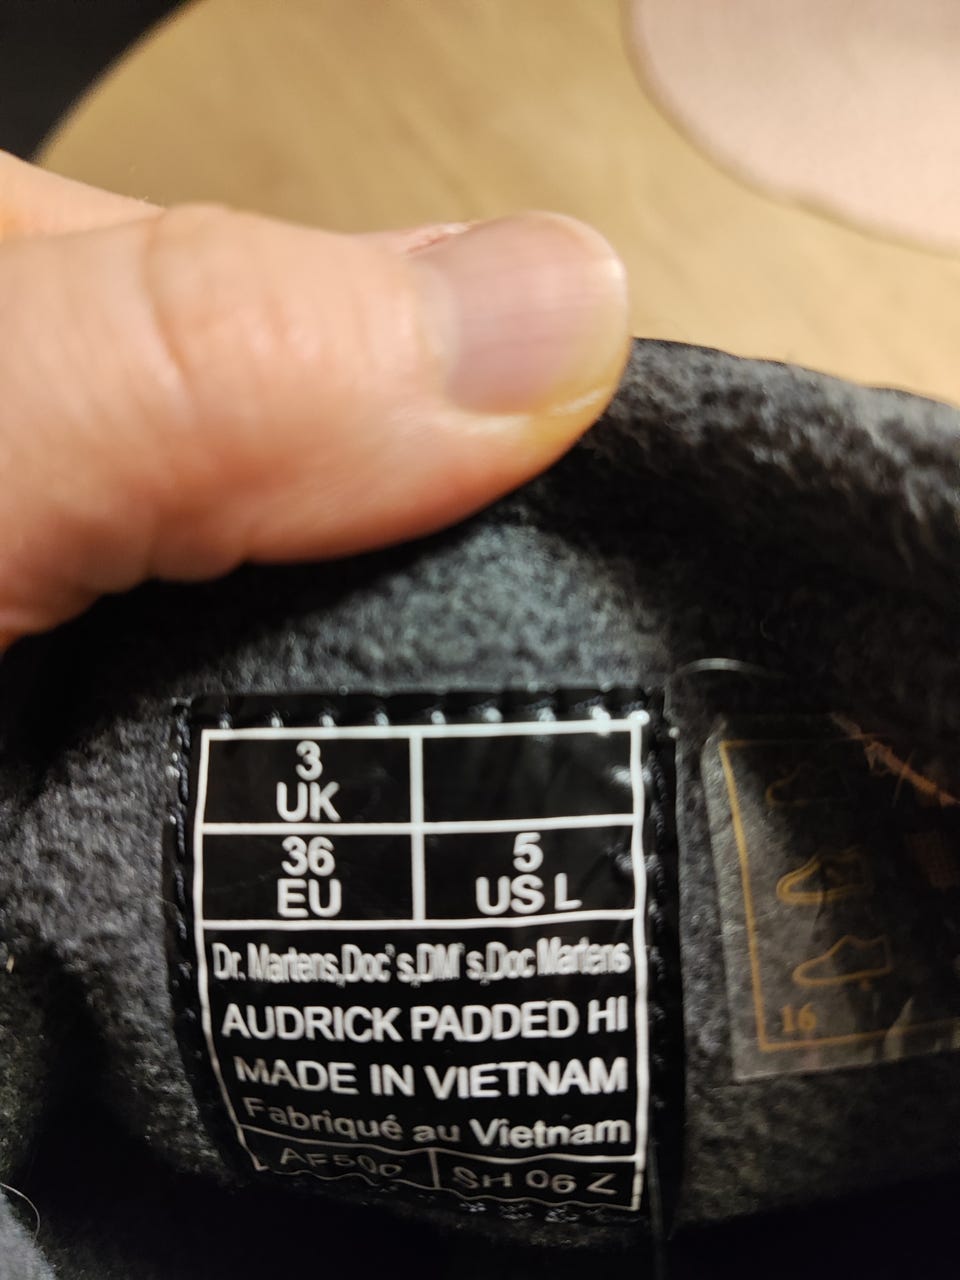 3
UK
36
EU
5
US L
Dr. Martens,Doc's,DM's,Doc Martens
AUDRICK PADDED HI
MADE IN VIETNAM
Fabriqué au Vietnam
SH 06 Z
16